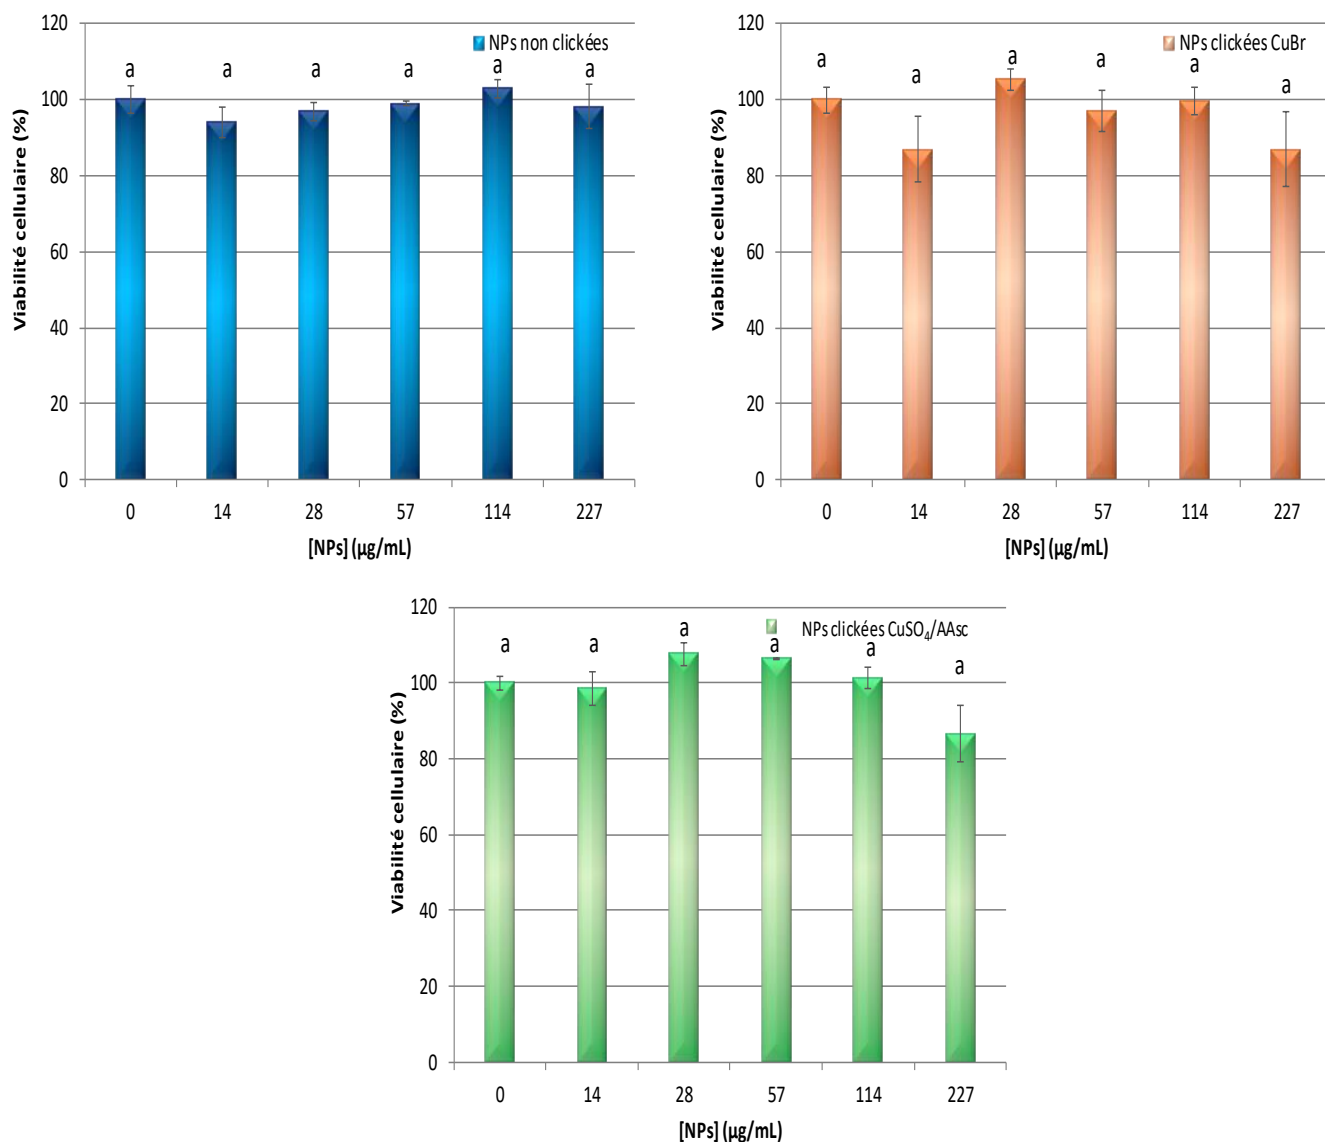 120
100
80
60
40
20
0
Viabilité cellulaire (%)
NPs non clickées
a a a a a a
0 14 28 57 114 227
[NPs] (µg/mL)
120
100
80
60
40
20
0
Viabilité cellulaire (%)
NPs clickées CuBr
a a a a a a
0 14 28 57 114 227
[NPs] (µg/mL)
120
100
80
60
40
20
0
Viabilité cellulaire (%)
NPs clickées CuSO₄/AAsc
a a a a a a
0 14 28 57 114 227
[NPs] (µg/mL)